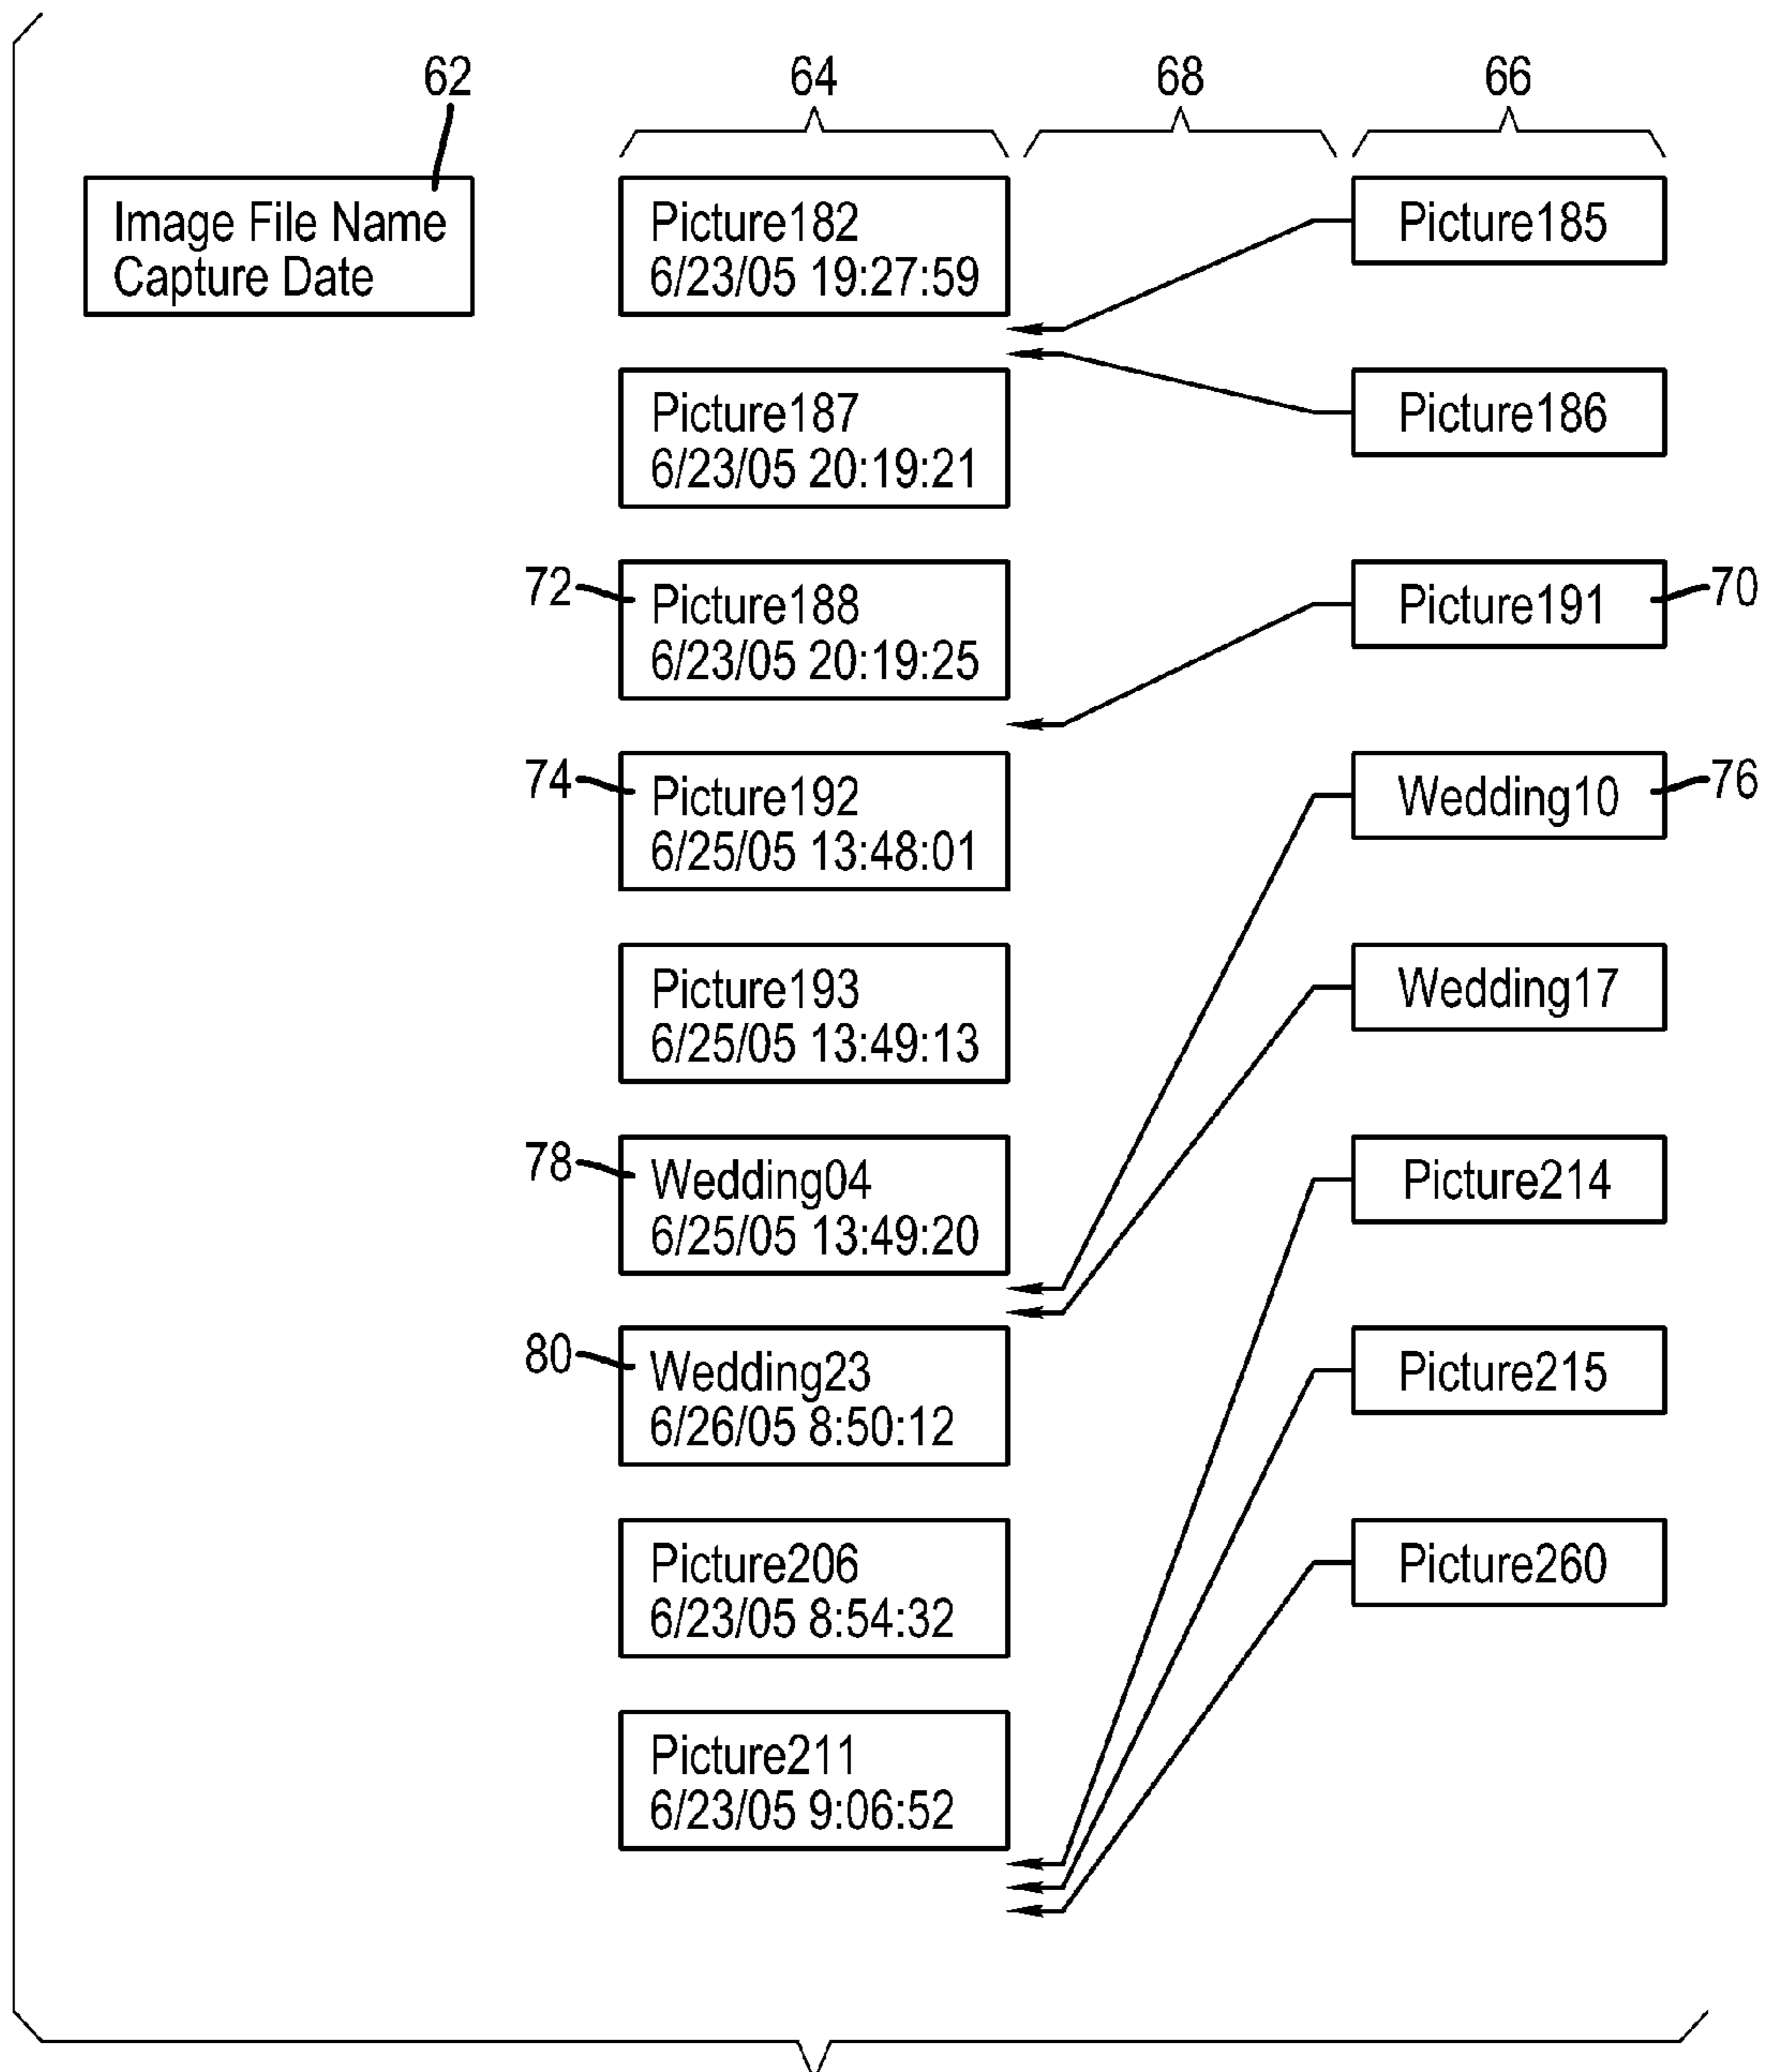 62
64
68
66
Image File Name
Capture Date
Picture182
6/23/05 19:27:59
Picture185
Picture187
6/23/05 20:19:21
Picture186
72
Picture188
6/23/05 20:19:25
Picture191
70
74
Picture192
6/25/05 13:48:01
Wedding10
76
Picture193
6/25/05 13:49:13
Wedding17
78
Wedding04
6/25/05 13:49:20
Picture214
80
Wedding23
6/26/05 8:50:12
Picture215
Picture206
6/23/05 8:54:32
Picture260
Picture211
6/23/05 9:06:52